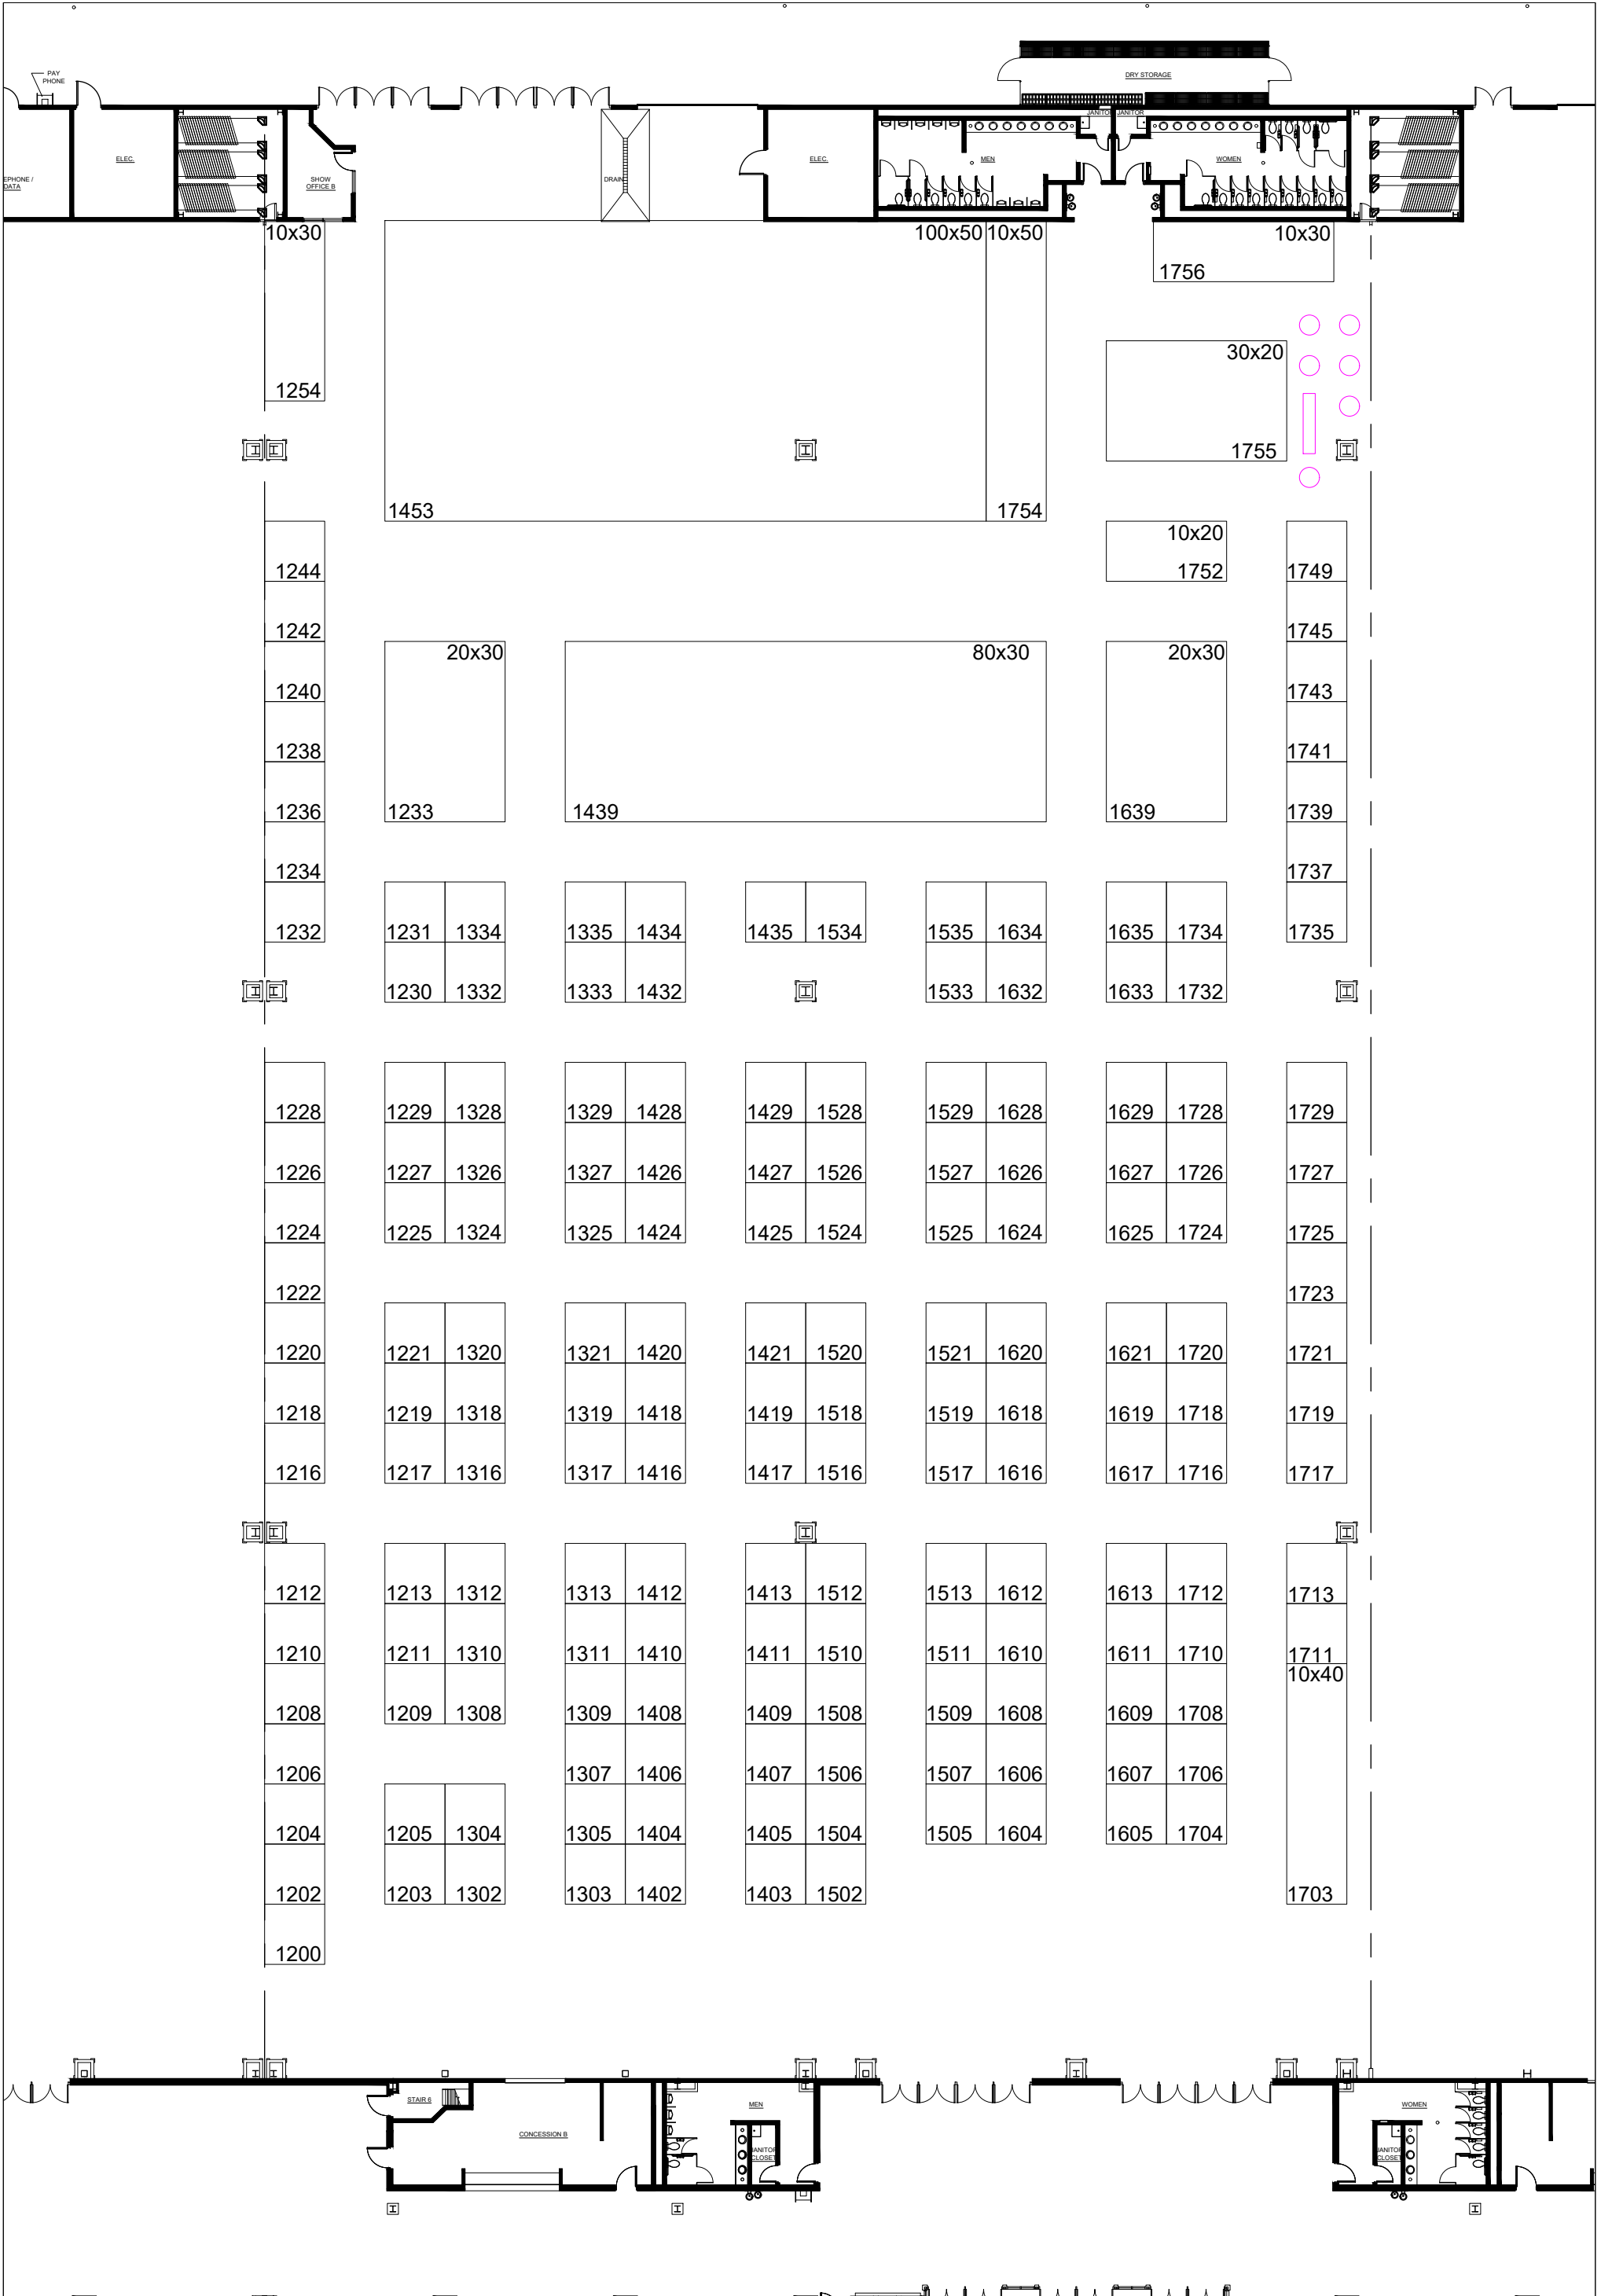 PAY
PHONE
DRY STORAGE
JANITOR JANITOR
EPHONE /
DATA
ELEC.
SHOW
OFFICE B
DRAIN
ELEC.
MEN
WOMEN
10x30
100x50 10x50
10x30
1756
30x20
1254
1755
1453 1754
10x20
1244 1752 1749
1242 1745
20x30 80x30 20x30
1240 1743
1238 1741
1236 1233 1439 1639 1739
1234 1737
1232 1231 1334 1335 1434 1435 1534 1535 1634 1635 1734 1735
1230 1332 1333 1432 1533 1632 1633 1732
1228 1229 1328 1329 1428 1429 1528 1529 1628 1629 1728 1729
1226 1227 1326 1327 1426 1427 1526 1527 1626 1627 1726 1727
1224 1225 1324 1325 1424 1425 1524 1525 1624 1625 1724 1725
1222 1723
1220 1221 1320 1321 1420 1421 1520 1521 1620 1621 1720 1721
1218 1219 1318 1319 1418 1419 1518 1519 1618 1619 1718 1719
1216 1217 1316 1317 1416 1417 1516 1517 1616 1617 1716 1717
1212 1213 1312 1313 1412 1413 1512 1513 1612 1613 1712 1713
1210 1211 1310 1311 1410 1411 1510 1511 1610 1611 1710 1711
10x40
1208 1209 1308 1309 1408 1409 1508 1509 1608 1609 1708
1206 1307 1406 1407 1506 1507 1606 1607 1706
1204 1205 1304 1305 1404 1405 1504 1505 1604 1605 1704
1202 1203 1302 1303 1402 1403 1502 1703
1200
STAIR 6
MEN
WOMEN
CONCESSION B
JANITOR
CLOSET
JANITOR
CLOSET